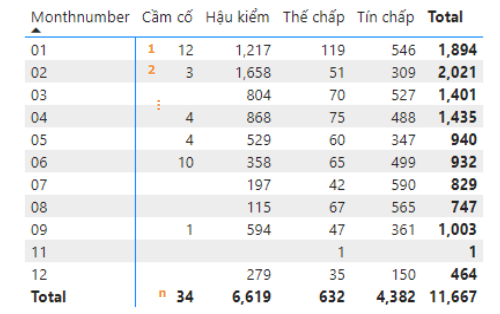 Monthnumber Cầm cố Hậu kiểm Thế chấp Tín chấp Total
01 1 12 1,217 119 546 1,894
02 2 3 1,658 51 309 2,021
03 ⋮ 804 70 527 1,401
04 4 868 75 488 1,435
05 4 529 60 347 940
06 10 358 65 499 932
07 197 42 590 829
08 115 67 565 747
09 1 594 47 361 1,003
11 1 1
12 279 35 150 464
Total n 34 6,619 632 4,382 11,667